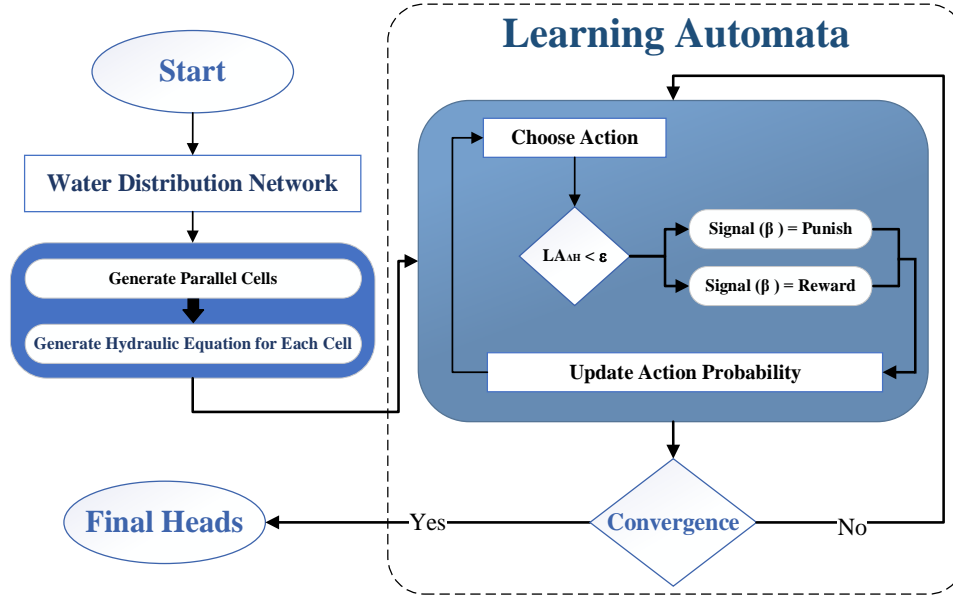 Learning Automata
Start
Water Distribution Network
Generate Parallel Cells
Generate Hydraulic Equation for Each Cell
Choose Action
LAΔH < ε
Signal (β ) = Punish
Signal (β ) = Reward
Update Action Probability
Convergence
Yes
No
Final Heads